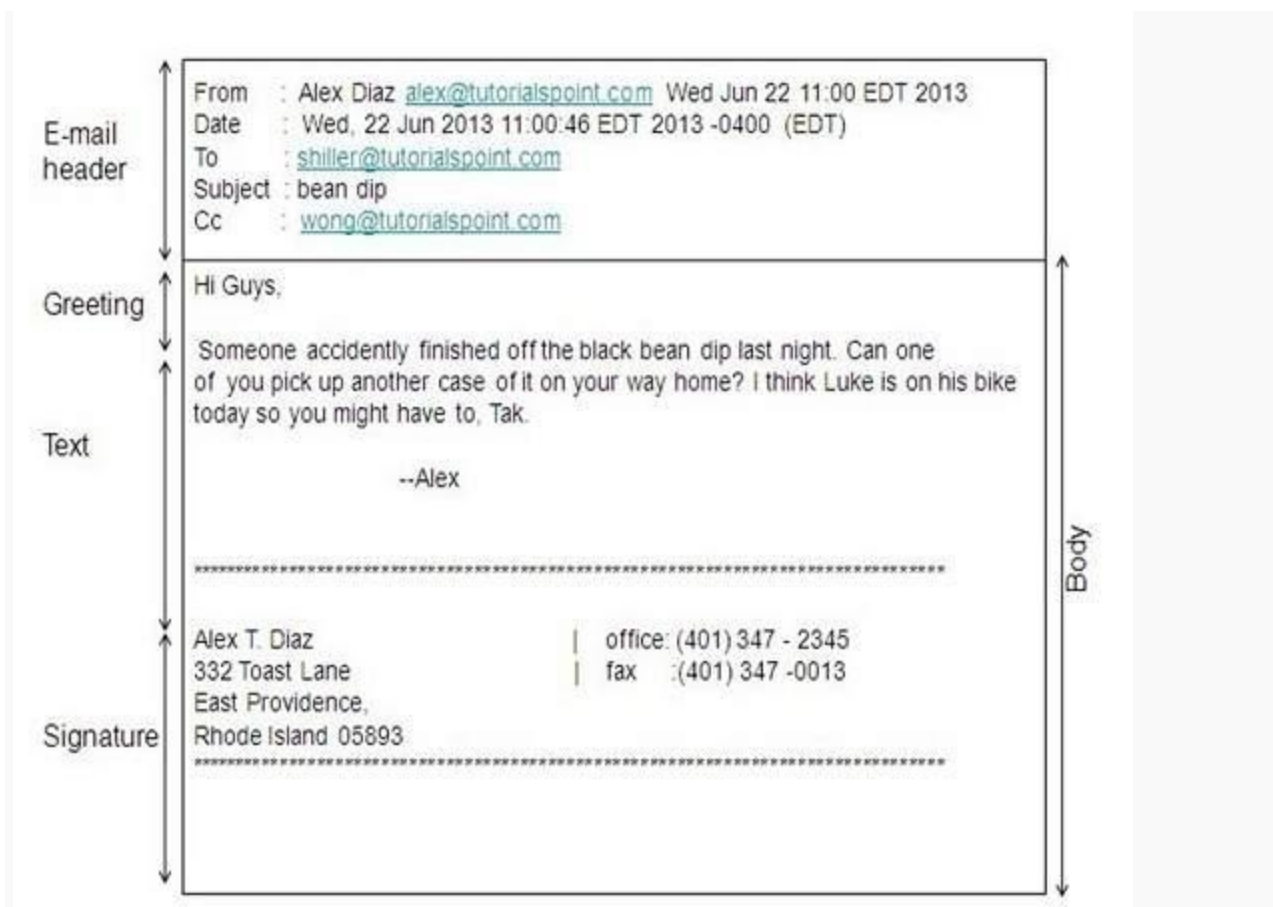 E-mail
header
From : Alex Diaz alex@tutorialspoint.com Wed Jun 22 11:00 EDT 2013
Date : Wed, 22 Jun 2013 11:00:46 EDT 2013 -0400 (EDT)
To : shiller@tutorialspoint.com
Subject : bean dip
Cc : wong@tutorialspoint.com
Greeting
Hi Guys,
Text
Someone accidently finished off the black bean dip last night. Can one
of you pick up another case of it on your way home? I think Luke is on his bike
today so you might have to, Tak.
--Alex
Signature
Alex T. Diaz | office: (401) 347 - 2345
332 Toast Lane | fax :(401) 347 -0013
East Providence,
Rhode Island 05893
Body